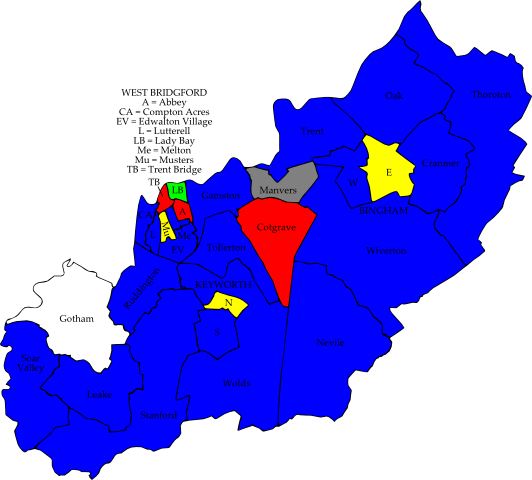 WEST BRIDGFORD
A = Abbey
CA = Compton Acres
EV = Edwalton Village
L = Lutterell
LB = Lady Bay
Me = Melton
Mu = Musters
TB = Trent Bridge
Oak
Thoroton
Trent
Cranmer
E
W
BINGHAM
Manvers
TB
LB
Gamston
A
CA
L
Mu
Me
EV
Cotgrave
Tollerton
Wiverton
Ruddington
KEYWORTH
N
S
Gotham
Neville
Soar
Valley
Leake
Wolds
Stanford